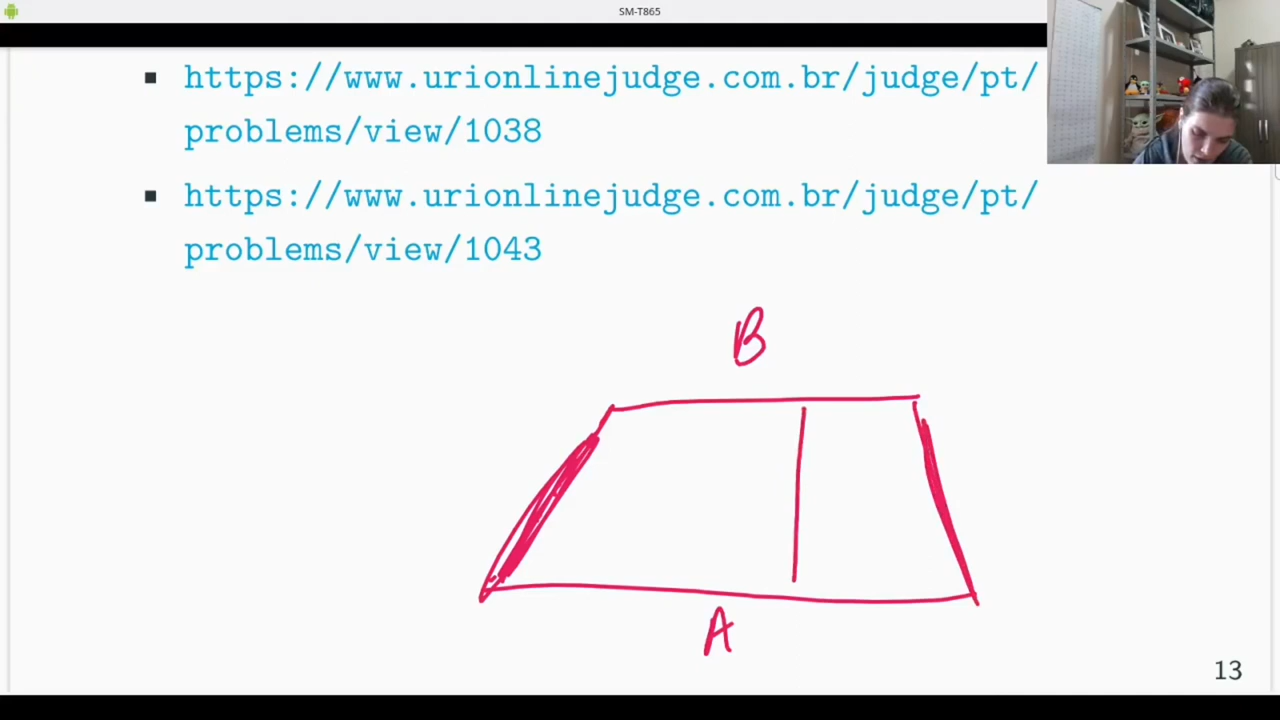 SM-T865
https://www.urionlinejudge.com.br/judge/pt/
problems/view/1038
https://www.urionlinejudge.com.br/judge/pt/
problems/view/1043
B
A
13